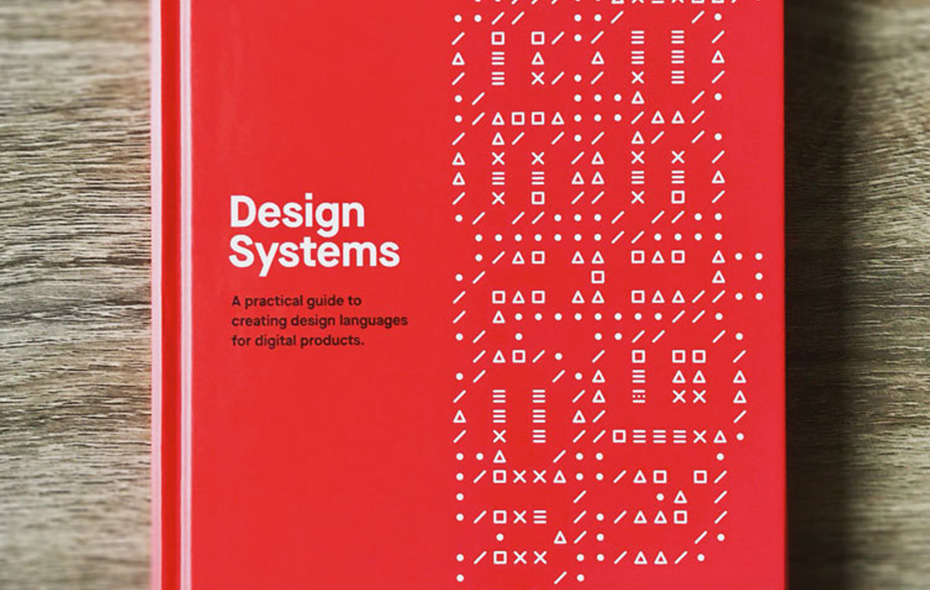 Design
Systems
A practical guide to
creating design languages
for digital products.